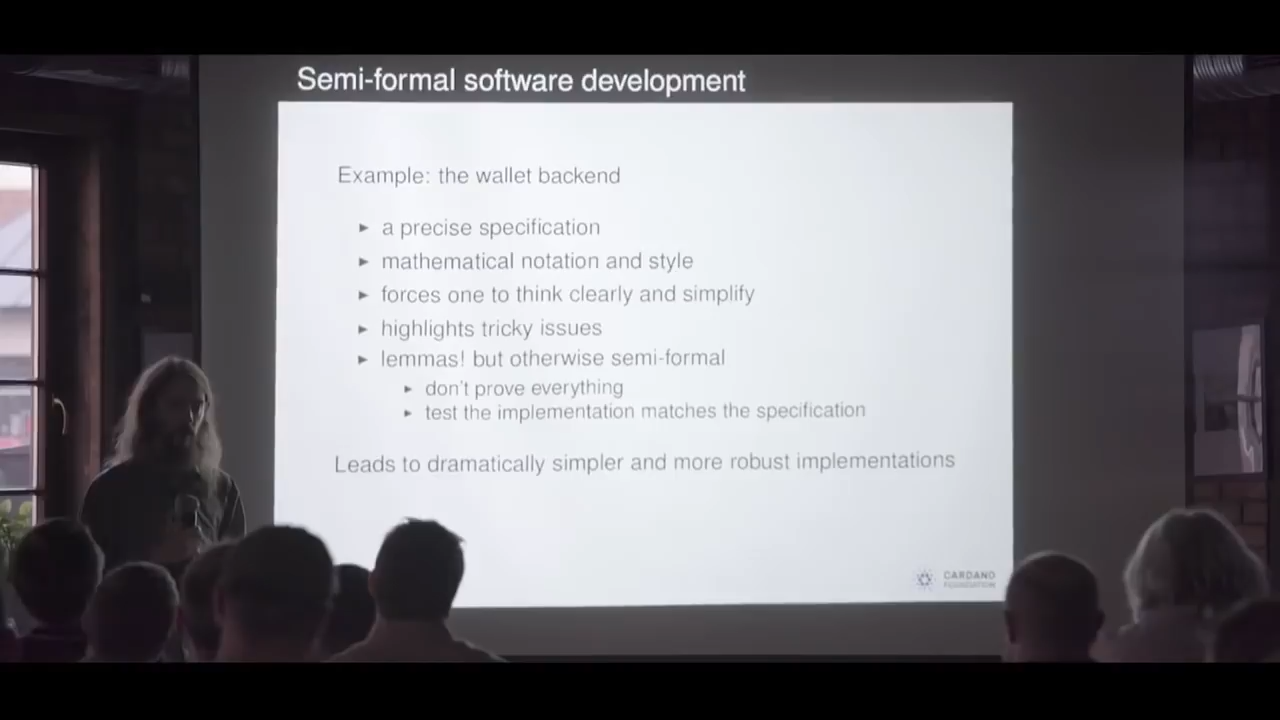 Semi-formal software development
Example: the wallet backend
▸ a precise specification
▸ mathematical notation and style
▸ forces one to think clearly and simplify
▸ highlights tricky issues
▸ lemmas! but otherwise semi-formal
▸ don't prove everything
▸ test the implementation matches the specification
Leads to dramatically simpler and more robust implementations
CARDANO
FOUNDATION